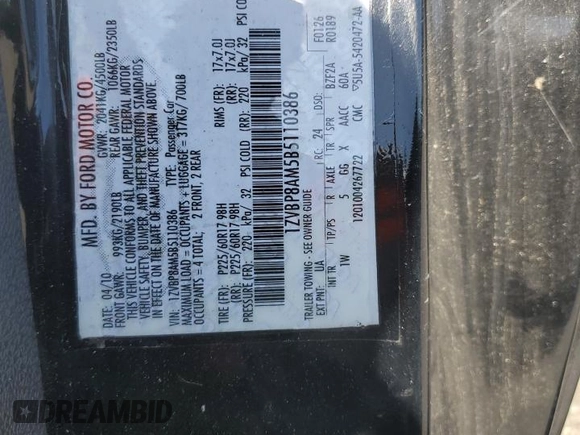 MFD. BY FORD MOTOR CO.
DATE: 04/10 GVWR: 2041KG/4500LB
FRONT GAWR: 993KG/2190LB REAR GAWR: 1066KG/2350LB
THIS VEHICLE CONFORMS TO ALL APPLICABLE FEDERAL MOTOR
VEHICLE SAFETY, BUMPER, AND THEFT PREVENTION STANDARDS
IN EFFECT ON THE DATE OF MANUFACTURE SHOWN ABOVE.
VIN: 1ZVBP8AM5B5110386 TYPE: Passenger Car
MAXIMUM LOAD = OCCUPANTS + LUGGAGE = 317KG/ 700LB
OCCUPANTS = 4 TOTAL 2 FRONT, 2 REAR
TIRE (FR): P225/60R17 98H RIMS (FR): 17x7.0J
TIRE (RR): P225/60R17 98H (RR): 17x7.0J
PRESSURE (FR): 220 kPa/ 32 PSI COLD (RR): 220 kPa/ 32 PSI COLD
1ZVBP8AM5B5110386
TRAILER TOWING - SEE OWNER GUIDE F0126
EXT PNT: UA RC: 24 DSO: R0189
INT TR TP/PS R AXLE TR SPR BZF2A
1W 5 GG X AACC 60A
1201004267722 CMC 5U5A-5420472-AA
DREAMBID